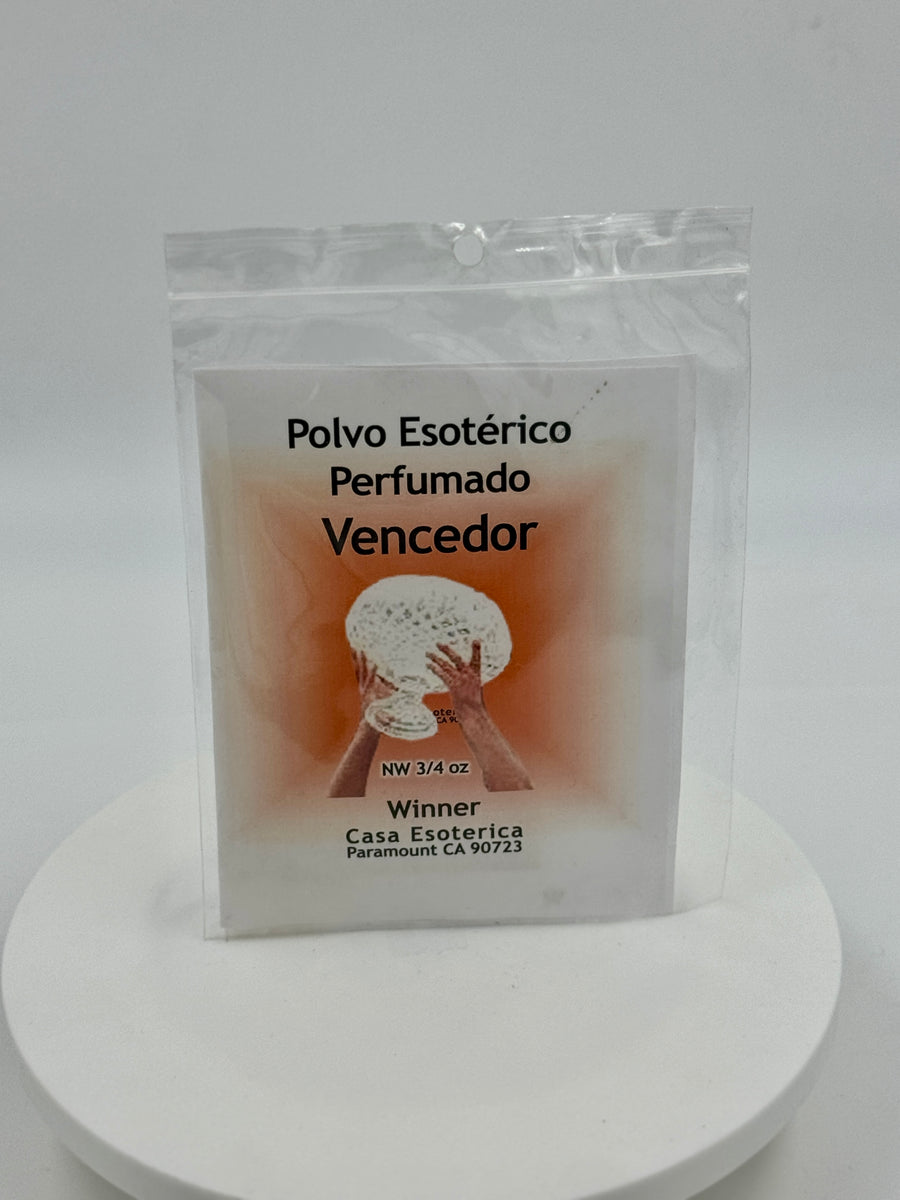 Polvo Esotérico
Perfumado
Vencedor
NW 3/4 oz
Winner
Casa Esoterica
Paramount CA 90723